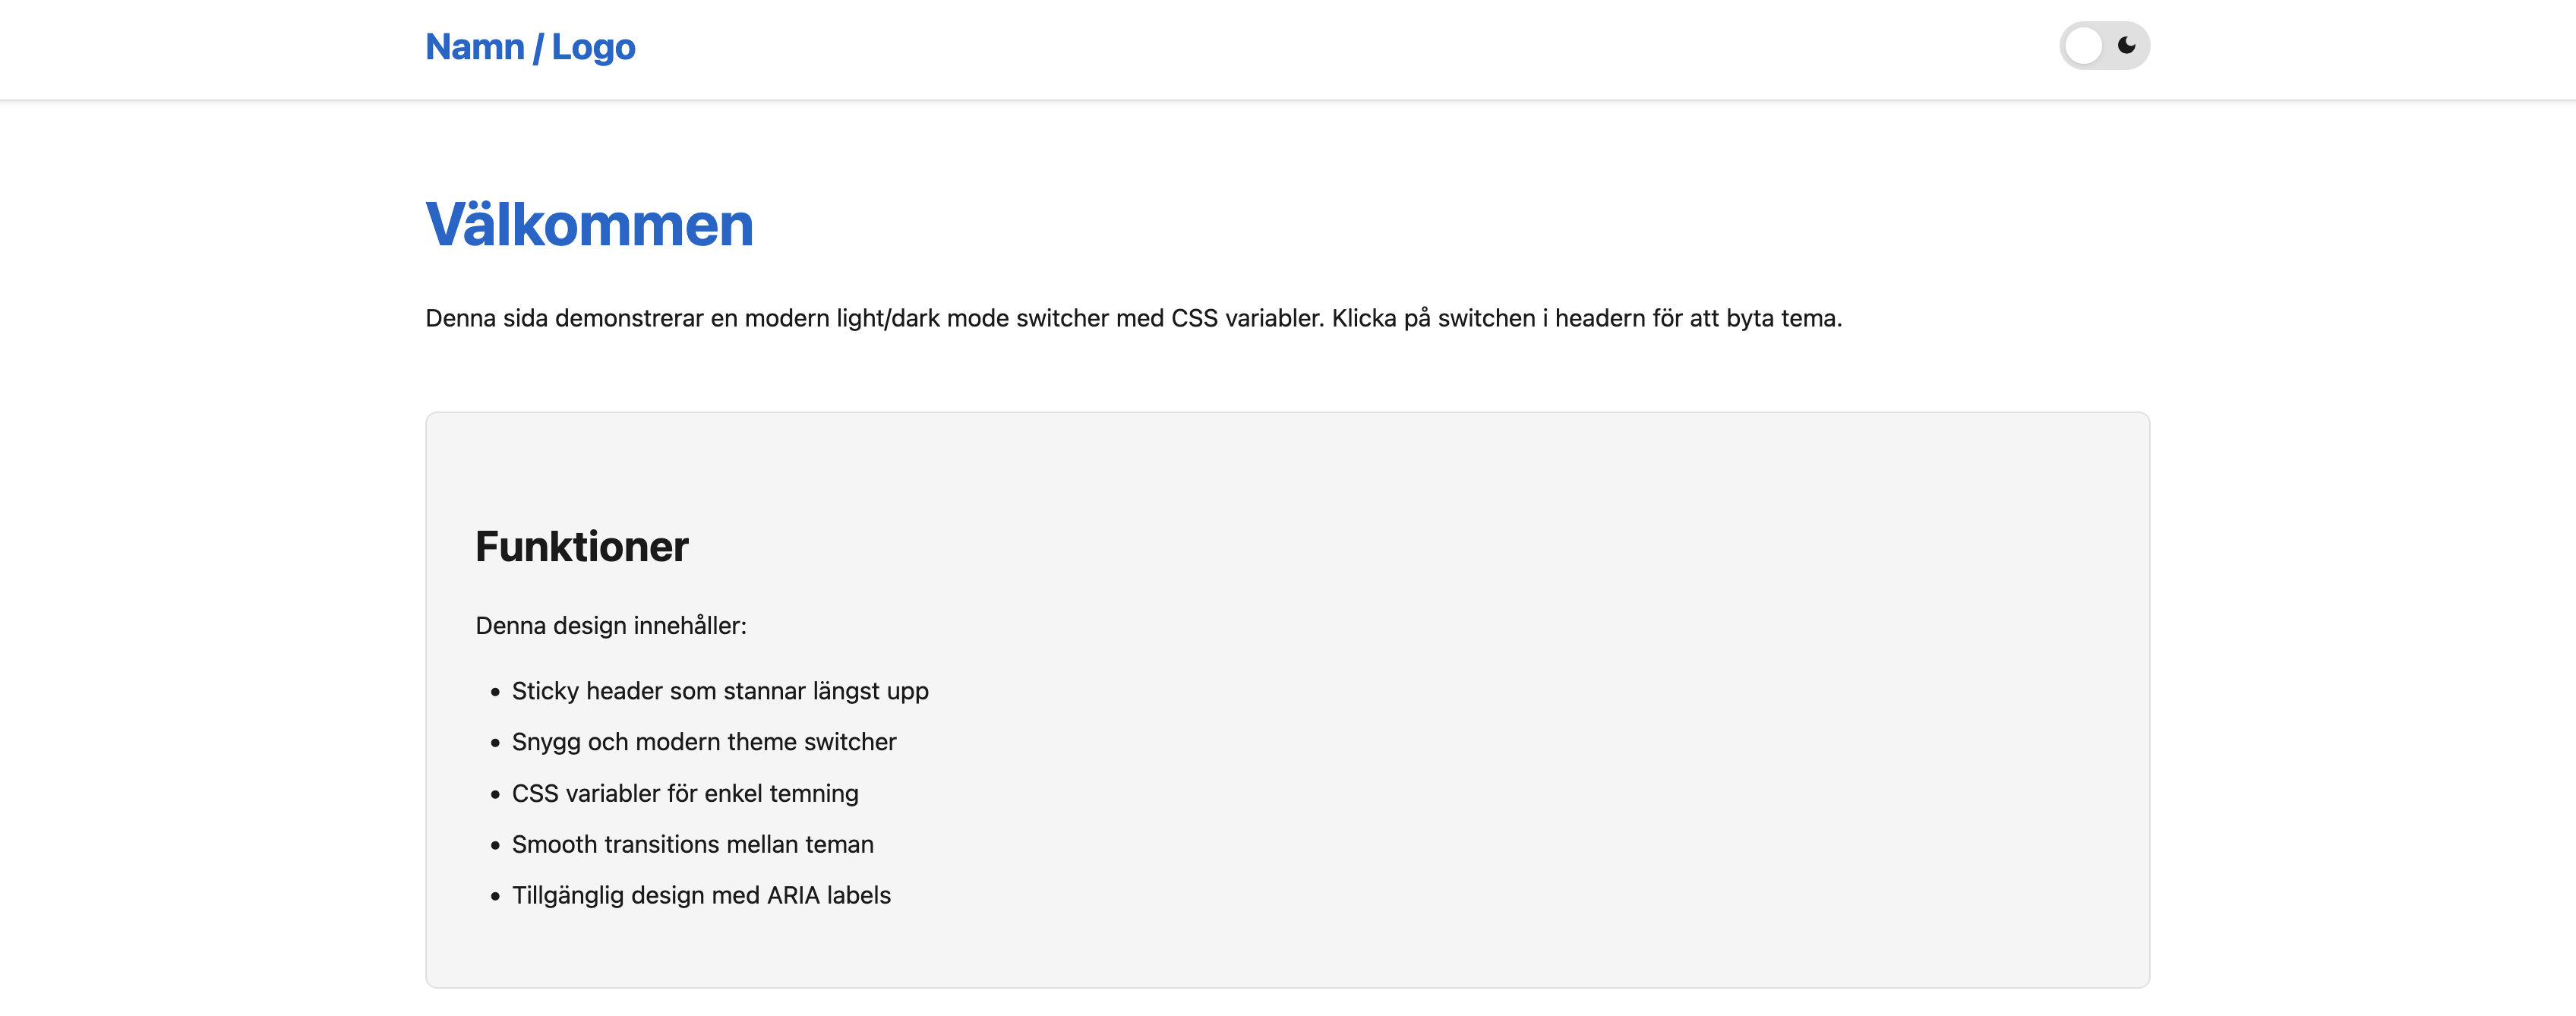 Namn / Logo
Välkommen
Denna sida demonstrerar en modern light/dark mode switcher med CSS variabler. Klicka på switchen i headern för att byta tema.
Funktioner
Denna design innehåller:
• Sticky header som stannar längst upp
• Snygg och modern theme switcher
• CSS variabler för enkel temning
• Smooth transitions mellan teman
• Tillgänglig design med ARIA labels